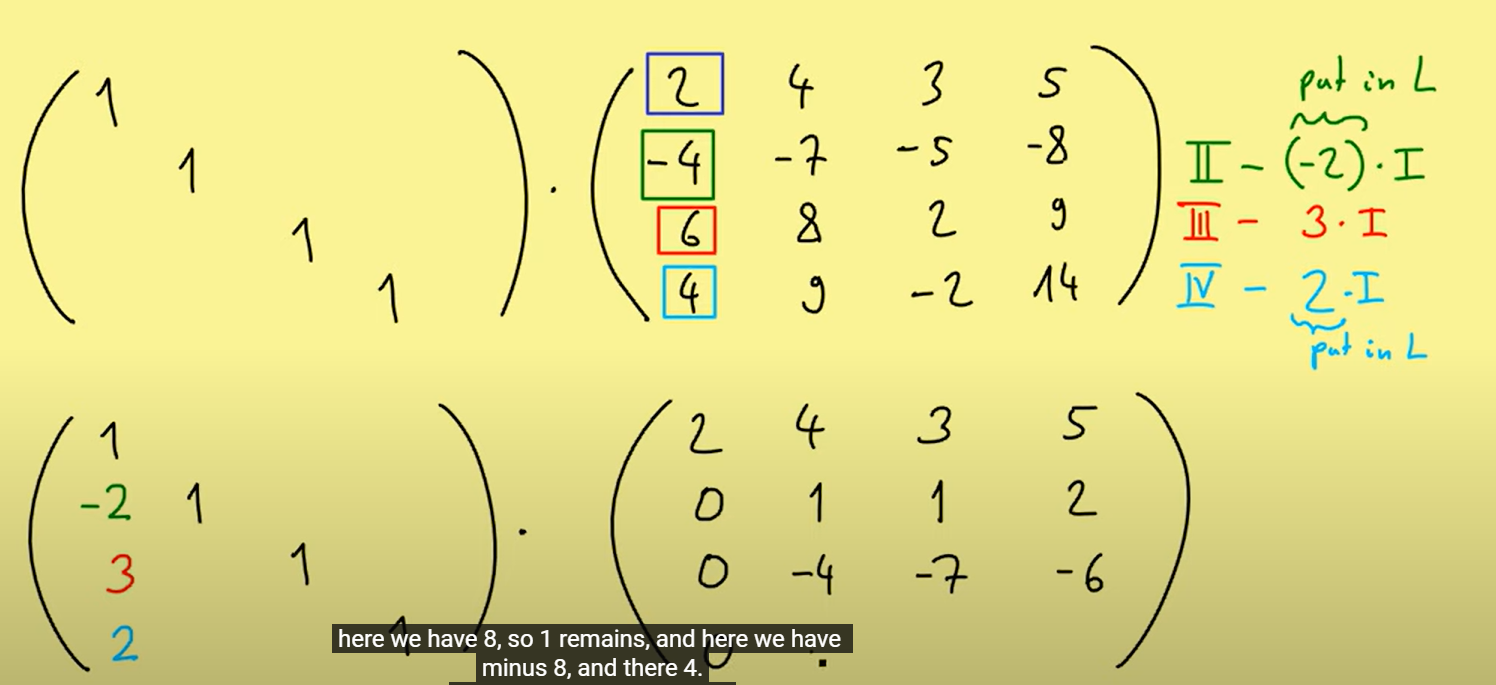 put in L
1 2 4 3 5
1 · -4 -7 -5 -8 II - (-2) · I
1 6 8 2 9 III - 3 · I
1 4 9 -2 14 IV - 2 · I
put in L
1 2 4 3 5
-2 1 · 0 1 1 2
3 1 0 -4 -7 -6
2
here we have 8, so 1 remains, and here we have
minus 8, and there 4.